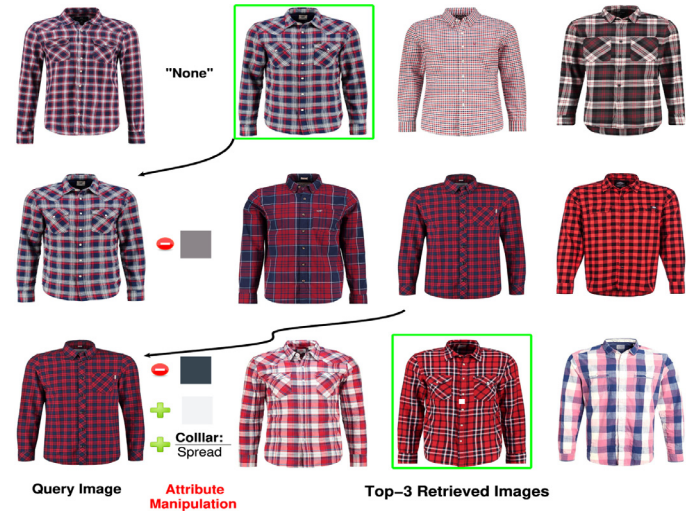 "None"
Colllar:
Spread
Query Image
Attribute
Manipulation
Top-3 Retrieved Images